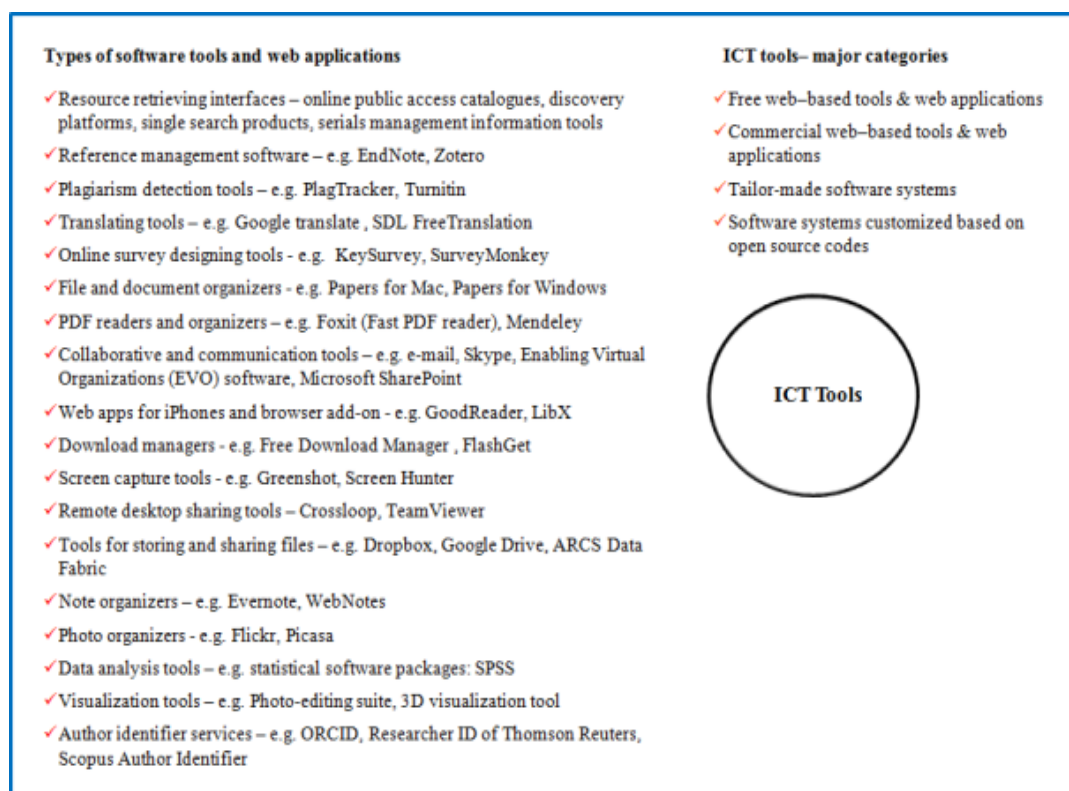 Types of software tools and web applications
✓Resource retrieving interfaces – online public access catalogues, discovery
platforms, single search products, serials management information tools
✓Reference management software – e.g. EndNote, Zotero
✓Plagiarism detection tools – e.g. PlagTracker, Turnitin
✓Translating tools – e.g. Google translate , SDL FreeTranslation
✓Online survey designing tools - e.g.  KeySurvey, SurveyMonkey
✓File and document organizers - e.g. Papers for Mac, Papers for Windows
✓PDF readers and organizers – e.g. Foxit (Fast PDF reader), Mendeley
✓Collaborative and communication tools – e.g. e-mail, Skype, Enabling Virtual
Organizations (EVO) software, Microsoft SharePoint
✓Web apps for iPhones and browser add-on - e.g. GoodReader, LibX
✓Download managers - e.g. Free Download Manager , FlashGet
✓Screen capture tools - e.g. Greenshot, Screen Hunter
✓Remote desktop sharing tools – Crossloop, TeamViewer
✓Tools for storing and sharing files – e.g. Dropbox, Google Drive, ARCS Data
Fabric
✓Note organizers – e.g. Evernote, WebNotes
✓Photo organizers - e.g. Flickr, Picasa
✓Data analysis tools – e.g. statistical software packages: SPSS
✓Visualization tools – e.g. Photo-editing suite, 3D visualization tool
✓Author identifier services – e.g. ORCID, Researcher ID of Thomson Reuters,
Scopus Author Identifier
ICT tools– major categories
✓Free web–based tools & web applications
✓Commercial web–based tools & web
applications
✓Tailor-made software systems
✓Software systems customized based on
open source codes
ICT Tools